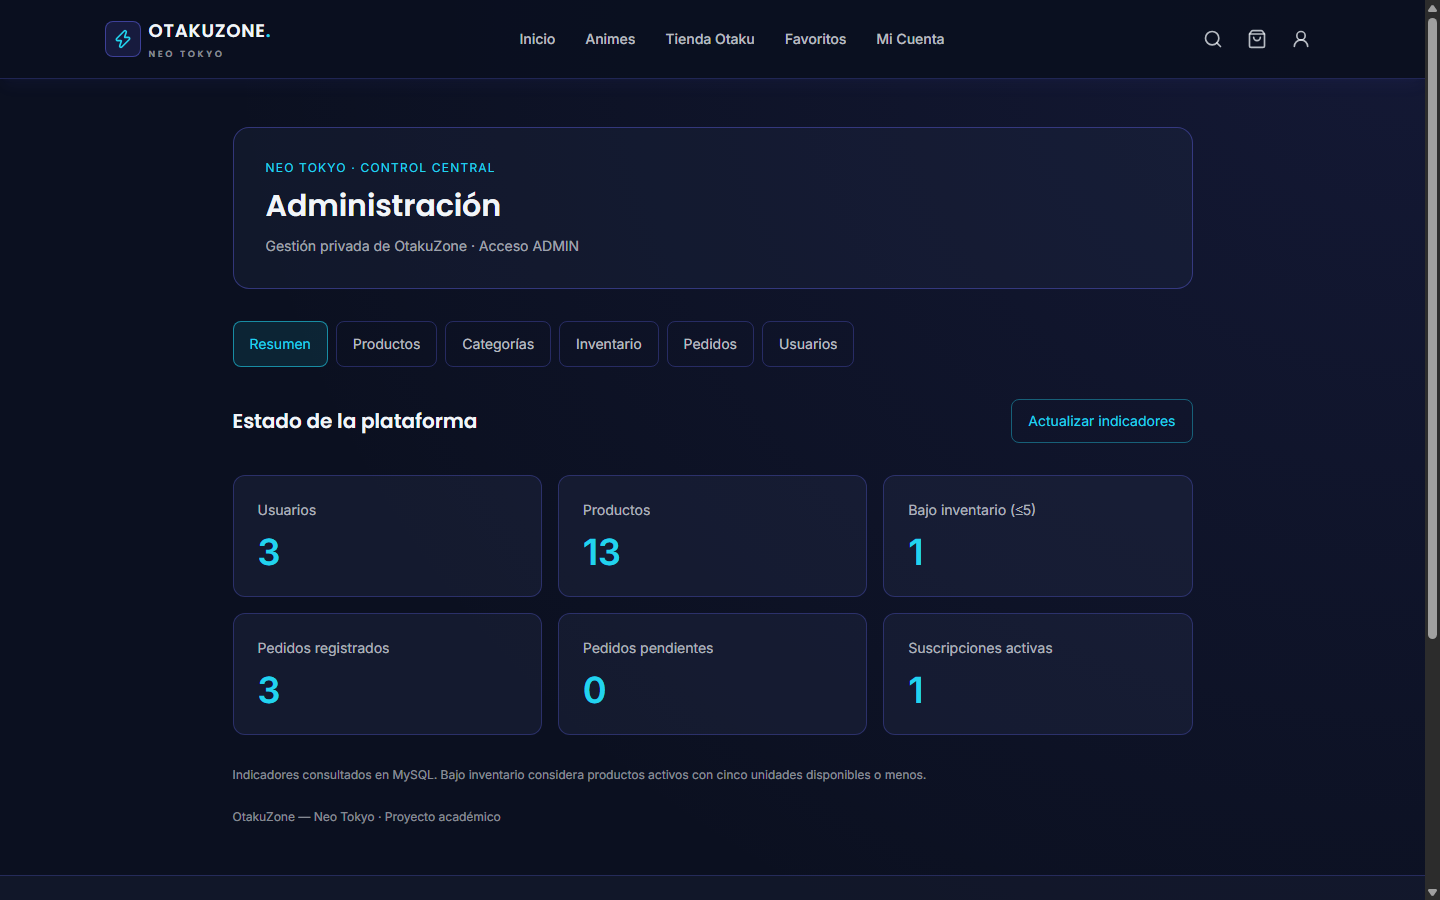 OTAKUZONE.
NEO TOKYO
Inicio
Animes
Tienda Otaku
Favoritos
Mi Cuenta
NEO TOKYO · CONTROL CENTRAL
Administración
Gestión privada de OtakuZone · Acceso ADMIN
Resumen
Productos
Categorías
Inventario
Pedidos
Usuarios
Estado de la plataforma
Actualizar indicadores
Usuarios
3
Productos
13
Bajo inventario (≤5)
1
Pedidos registrados
3
Pedidos pendientes
0
Suscripciones activas
1
Indicadores consultados en MySQL. Bajo inventario considera productos activos con cinco unidades disponibles o menos.
OtakuZone — Neo Tokyo · Proyecto académico